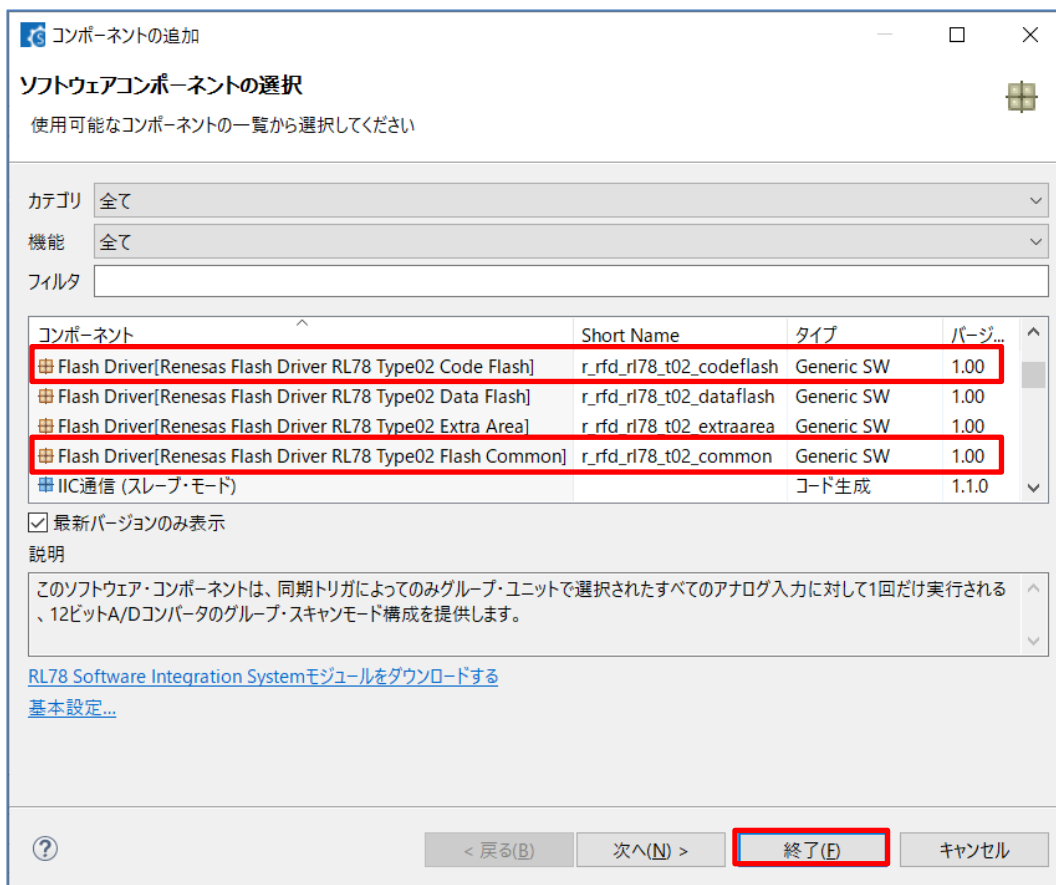 コンポーネントの追加
ソフトウェアコンポーネントの選択
使用可能なコンポーネントの一覧から選択してください
カテゴリ 全て
機能 全て
フィルタ
コンポーネント Short Name タイプ バージ...
Flash Driver[Renesas Flash Driver RL78 Type02 Code Flash] r_rfd_rl78_t02_codeflash Generic SW 1.00
Flash Driver[Renesas Flash Driver RL78 Type02 Data Flash] r_rfd_rl78_t02_dataflash Generic SW 1.00
Flash Driver[Renesas Flash Driver RL78 Type02 Extra Area] r_rfd_rl78_t02_extraarea Generic SW 1.00
Flash Driver[Renesas Flash Driver RL78 Type02 Flash Common] r_rfd_rl78_t02_common Generic SW 1.00
IIC通信 (スレーブ・モード) コード生成 1.1.0
最新バージョンのみ表示
説明
このソフトウェア・コンポーネントは、同期トリガによってのみグループ・ユニットで選択されたすべてのアナログ入力に対して1回だけ実行される
、12ビットA/Dコンバータのグループ・スキャンモード構成を提供します。
RL78 Software Integration Systemモジュールをダウンロードする
基本設定...
< 戻る(B) 次へ(N) > 終了(F) キャンセル